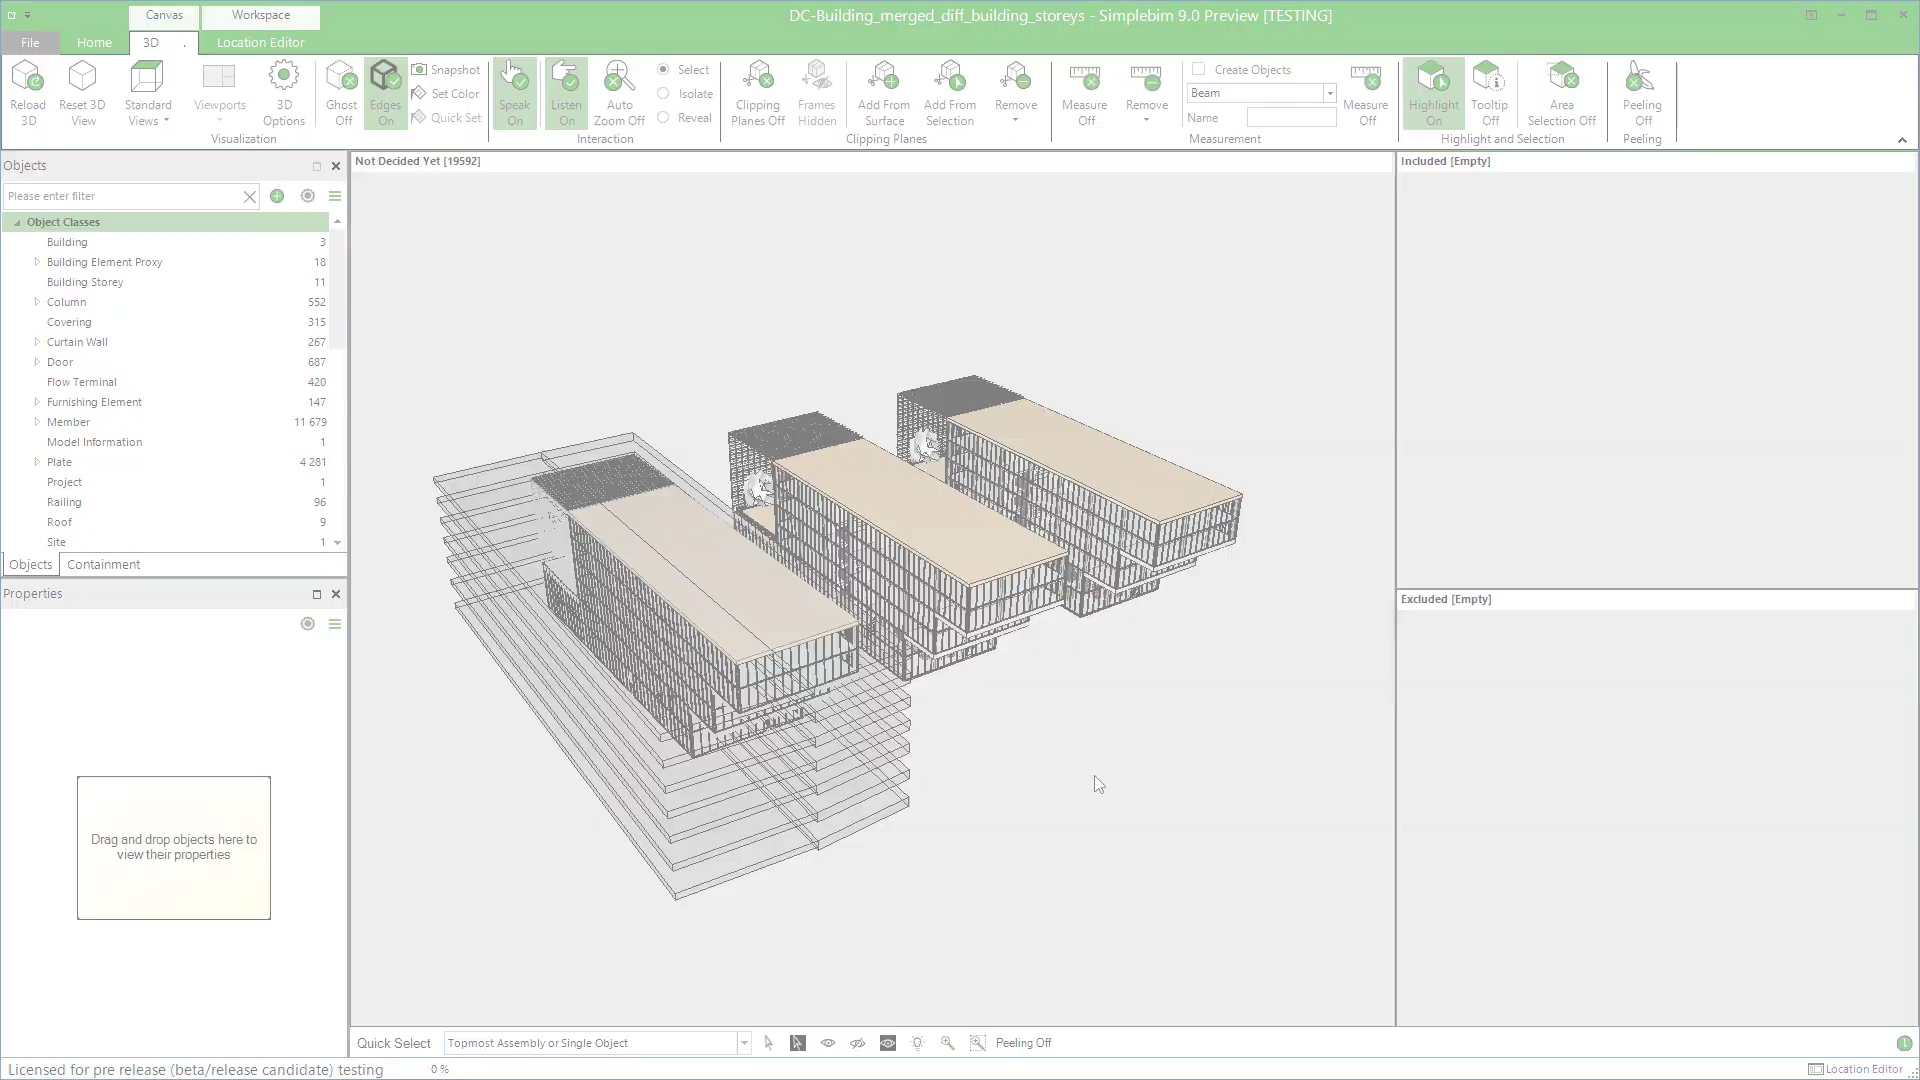 Canvas
Workspace
DC-Building_merged_diff_building_storeys - Simplebim 9.0 Preview [TESTING]
File
Home
3D
Location Editor
Reload 3D
Reset 3D View
Standard Views
Viewports
3D Options
Ghost Off
Edges On
Snapshot
Set Color
Quick Set
Visualization
Speak On
Listen On
Auto Zoom Off
Select
Isolate
Reveal
Interaction
Clipping Planes Off
Frames Hidden
Add From Surface
Add From Selection
Remove
Clipping Planes
Measure Off
Remove
Create Objects
Beam
Name
Measure Off
Measurement
Highlight On
Tooltip Off
Area Selection Off
Highlight and Selection
Peeling Off
Peeling
Objects
Please enter filter
Object Classes
Building 3
Building Element Proxy 18
Building Storey 11
Column 552
Covering 315
Curtain Wall 267
Door 687
Flow Terminal 420
Furnishing Element 147
Member 11 679
Model Information 1
Plate 4 281
Project 1
Railing 96
Roof 9
Site 1
Objects
Containment
Properties
Drag and drop objects here to
view their properties
Not Decided Yet [19592]
Included [Empty]
Excluded [Empty]
Quick Select
Topmost Assembly or Single Object
Peeling Off
1
Licensed for pre release (beta/release candidate) testing
0 %
Location Editor